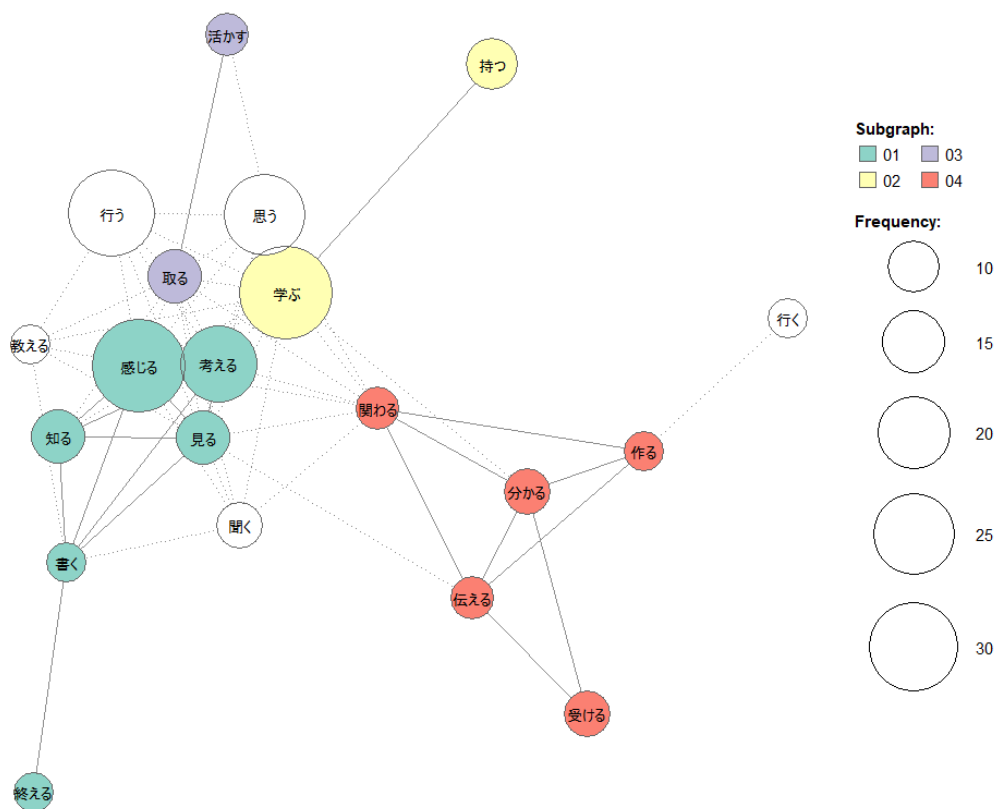 活かす
持つ
行う
思う
取る
学ぶ
教える
感じる
考える
知る
見る
関わる
行く
作る
分かる
聞く
書く
伝える
受ける
終える
Subgraph:
01 03
02 04
Frequency:
10
15
20
25
30